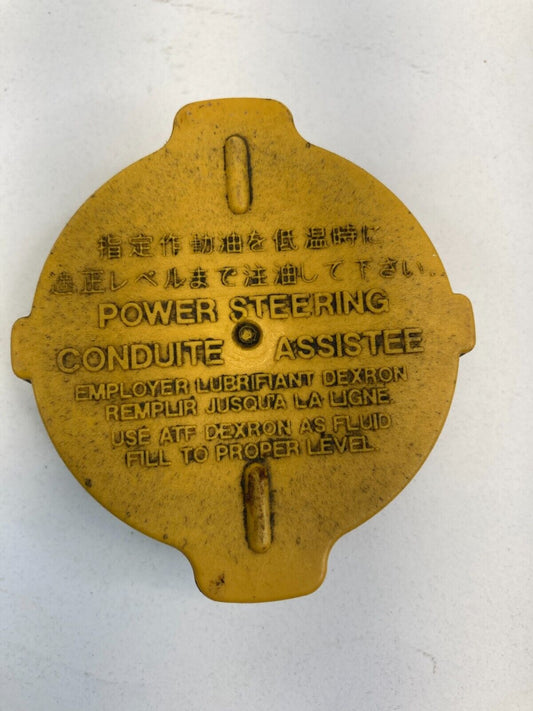 指定作動油を低温時に
適正レベルまで注油して下さい..
POWER STEERING
CONDUITE ASSISTEE
EMPLOYER LUBRIFIANT DEXRON
REMPLIR JUSQU'A LA LIGNE
USE ATF DEXRON AS FLUID
FILL TO PROPER LEVEL